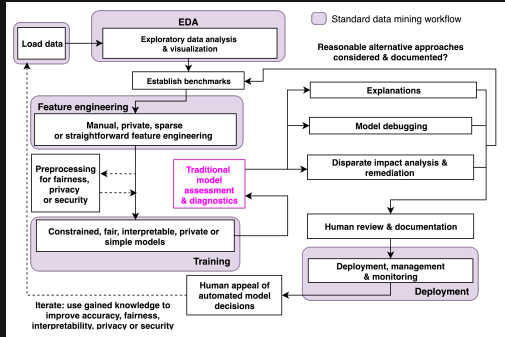 EDA
Standard data mining workflow
Load data
Exploratory data analysis
& visualization
Reasonable alternative approaches
considered & documented?
Establish benchmarks
Explanations
Feature engineering
Manual, private, sparse
or straightforward feature engineering
Model debugging
Preprocessing
for fairness,
privacy
or security
Traditional
model
assessment
& diagnostics
Disparate impact analysis &
remediation
Constrained, fair, interpretable, private or
simple models
Training
Human review & documentation
Deployment, management
& monitoring
Deployment
Human appeal of
automated model
decisions
Iterate: use gained knowledge to
improve accuracy, fairness,
interpretability, privacy or security